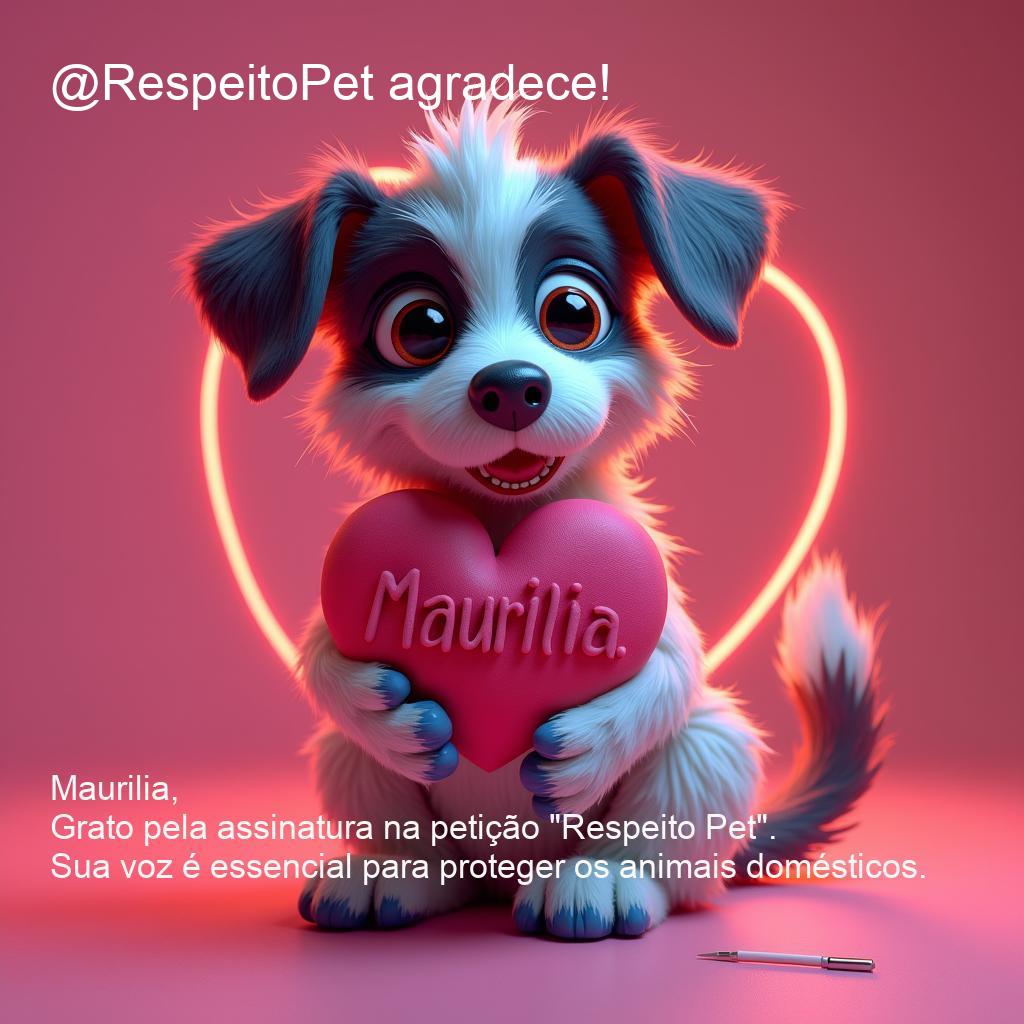 @RespeitoPet agradece!
Maurilia.
Maurilia,
Grato pela assinatura na petição "Respeito Pet".
Sua voz é essencial para proteger os animais domésticos.